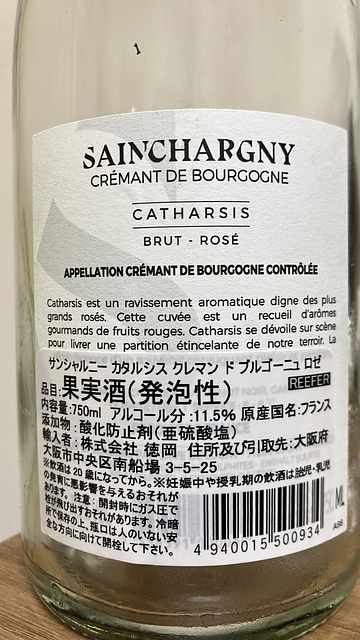 SAINCHARGNY
CRÉMANT DE BOURGOGNE
CATHARSIS
BRUT - ROSÉ
APPELLATION CRÉMANT DE BOURGOGNE CONTRÔLÉE
Catharsis est un ravissement aromatique digne des plus
grands rosés. Cette cuvée est un recueil d'arômes
gourmands de fruits rouges. Catharsis se dévoile sur scène
pour livrer une partition étincelante de notre terroir. La
サンシャルニー カタルシス クレマン ド ブルゴーニュ ロゼ
品目:果実酒(発泡性) REEFER
内容量:750ml アルコール分:11.5% 原産国名:フランス
添加物:酸化防止剤(亜硫酸塩)
輸入者:株式会社 徳岡 住所及び引取先:大阪府
大阪市中央区南船場 3-5-25
※飲酒は 20 歳になってから。※妊娠中や授乳期の飲酒は胎児・乳児
の発育に悪影響を与えるおそれが
あります。 注意:開封時にガス圧で
栓が飛び出すおそれがあります。冷暗
所で保存の上、瓶口は人のいない安
全な方向に向けて開栓して下さい。
ML
A98
4 940015 500934